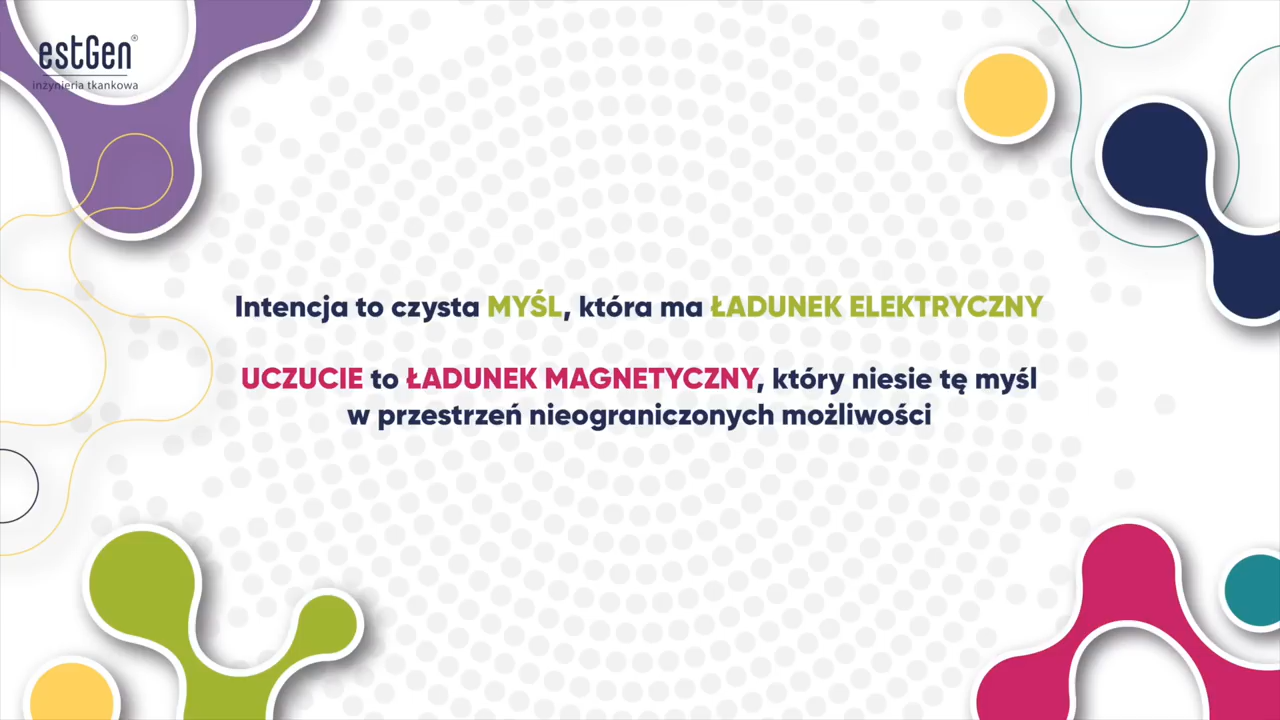 estGen®
inżynieria tkankowa
Intencja to czysta MYŚL, która ma ŁADUNEK ELEKTRYCZNY
UCZUCIE to ŁADUNEK MAGNETYCZNY, który niesie tę myśl
w przestrzeń nieograniczonych możliwości